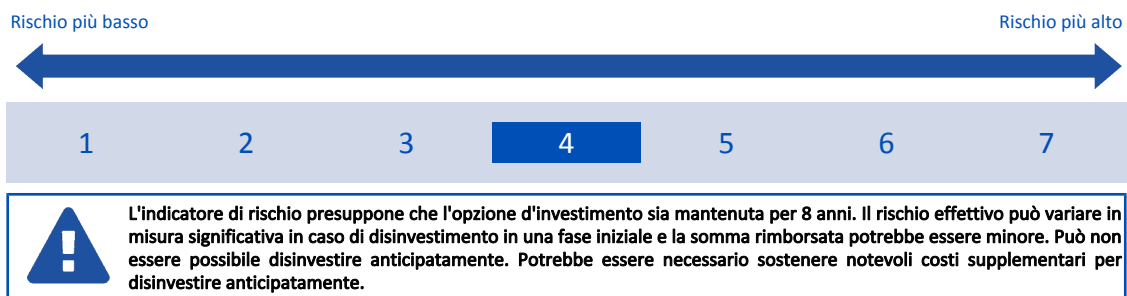 Rischio più basso Rischio più alto
1 2 3 4 5 6 7
L'indicatore di rischio presuppone che l'opzione d'investimento sia mantenuta per 8 anni. Il rischio effettivo può variare in
misura significativa in caso di disinvestimento in una fase iniziale e la somma rimborsata potrebbe essere minore. Può non
essere possibile disinvestire anticipatamente. Potrebbe essere necessario sostenere notevoli costi supplementari per
disinvestire anticipatamente.